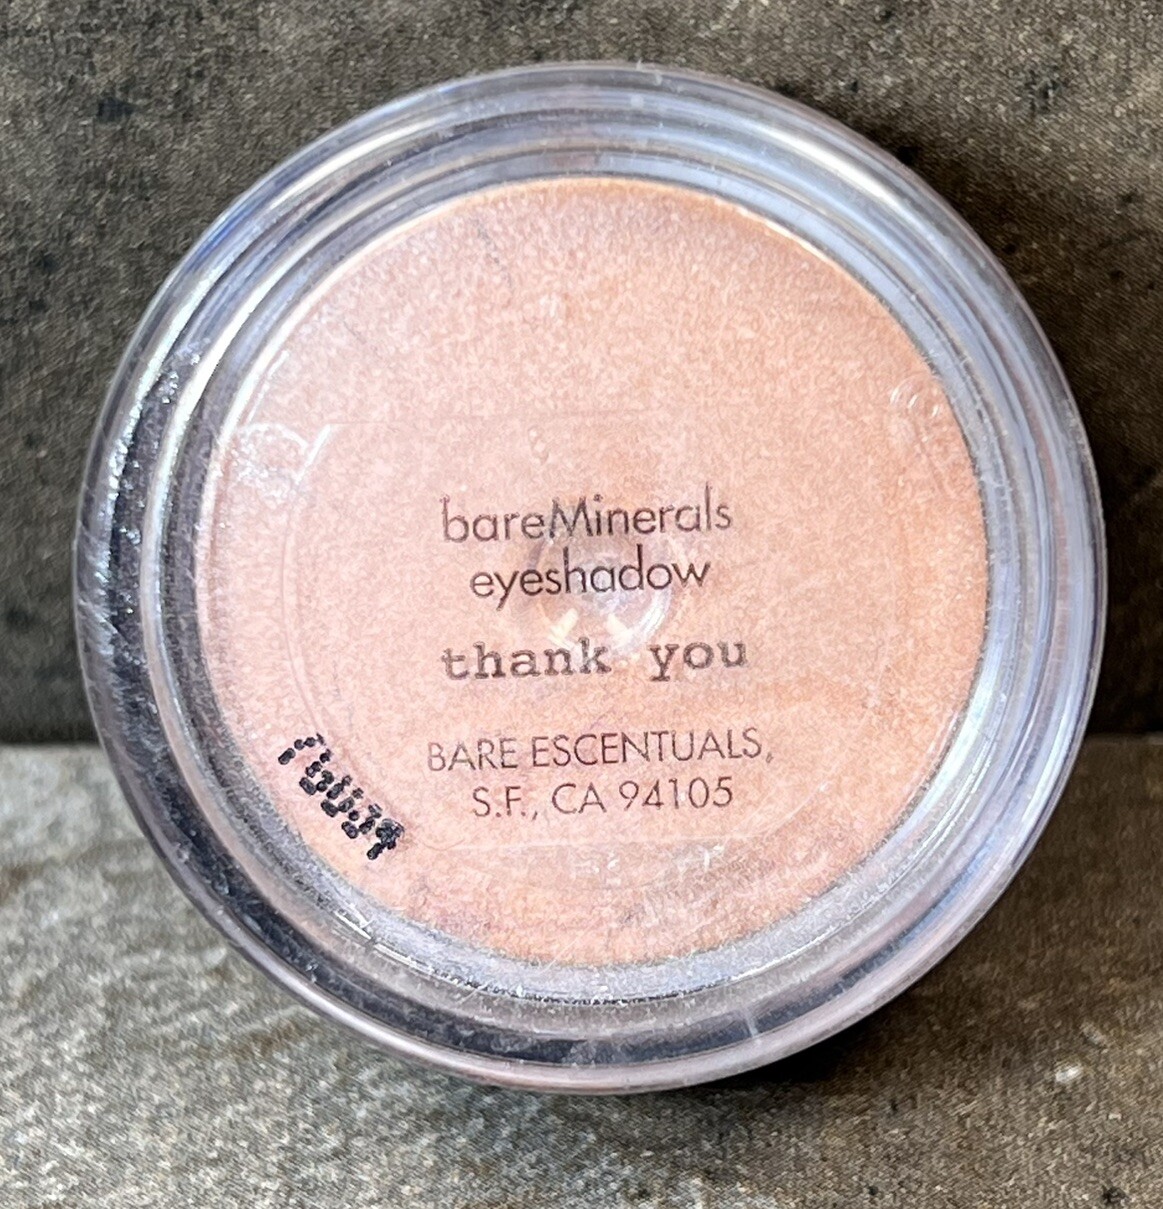 bareMinerals
eyeshadow
thank you
BARE ESCENTUALS,
S.F., CA 94105